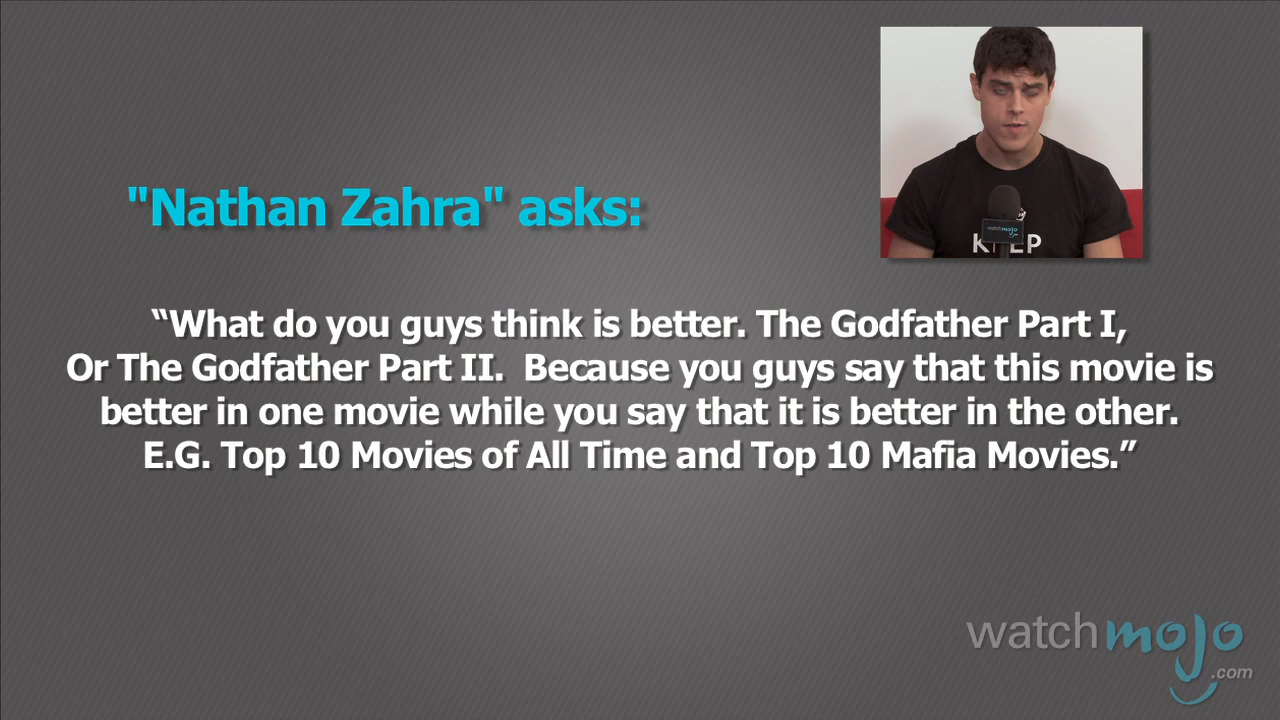 "Nathan Zahra" asks:
“What do you guys think is better. The Godfather Part I,
Or The Godfather Part II.  Because you guys say that this movie is
better in one movie while you say that it is better in the other.
E.G. Top 10 Movies of All Time and Top 10 Mafia Movies.”
watchmojo
watchmojo
.com